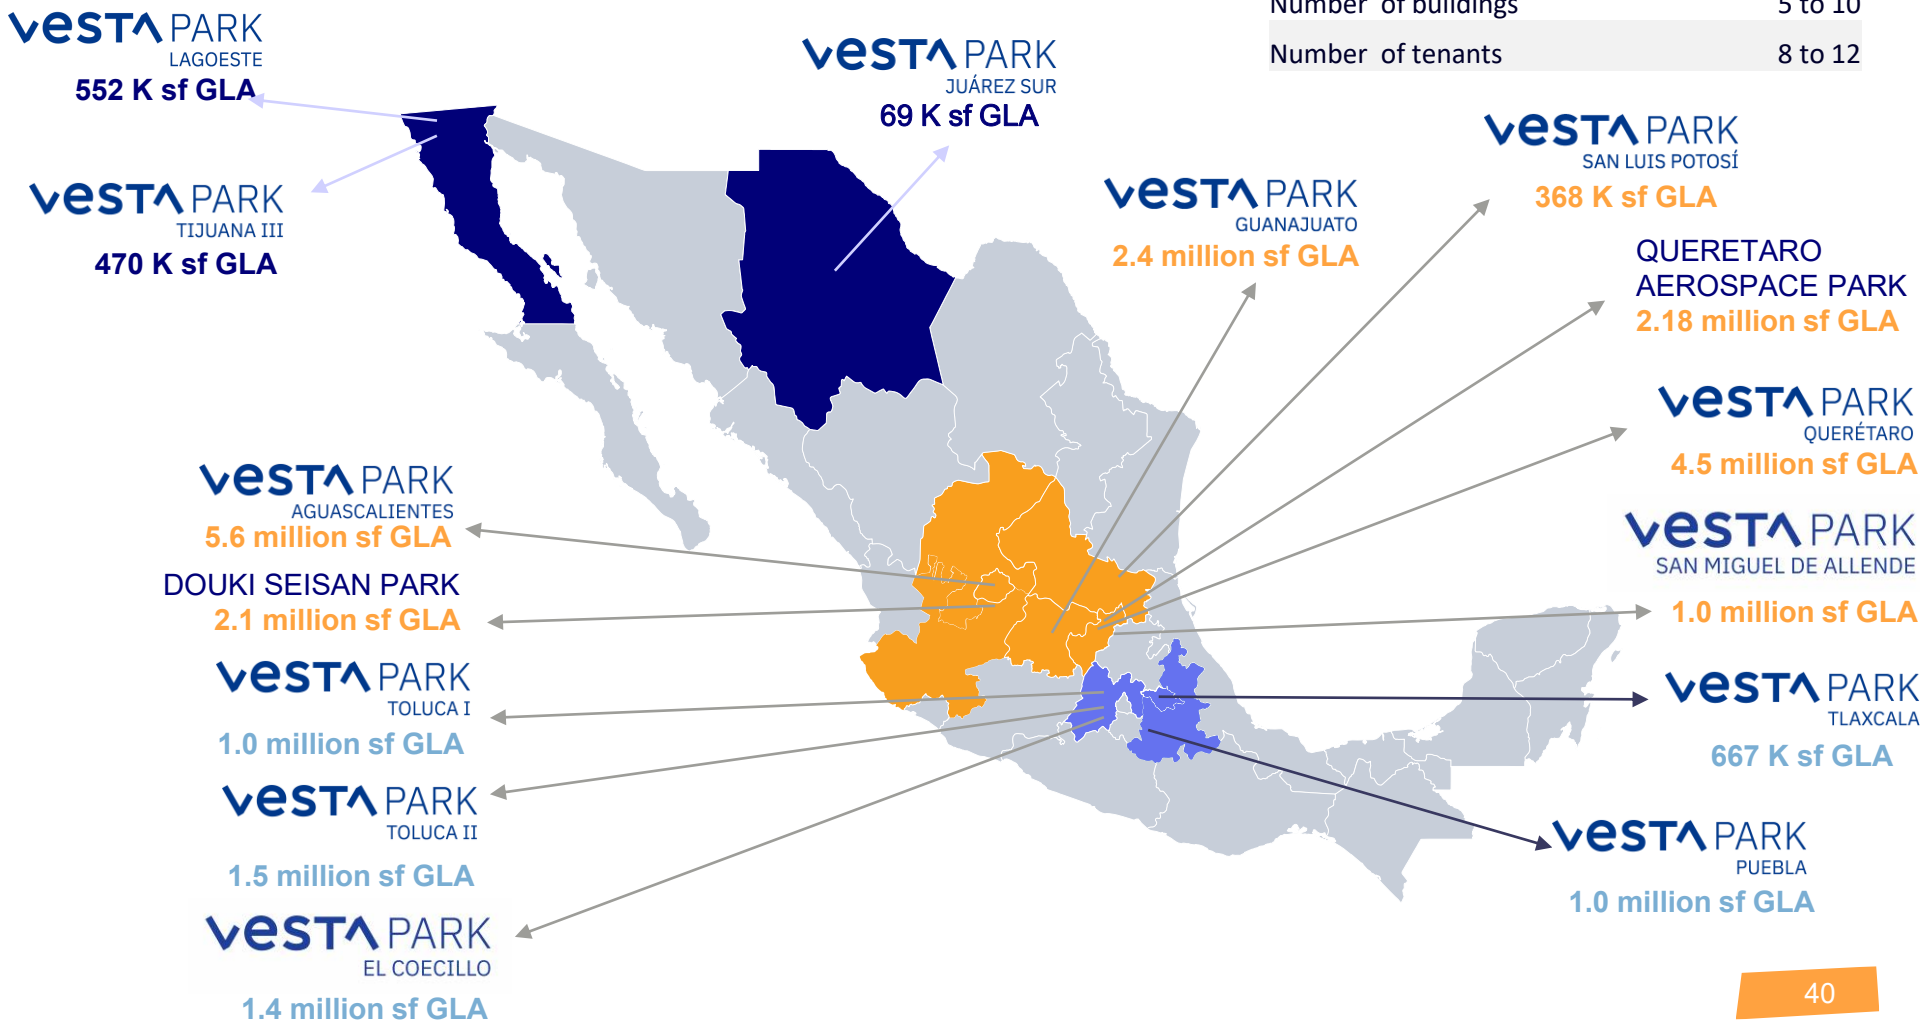 Number of buildings 5 to 10
Number of tenants 8 to 12
VESTA PARK
LAGOESTE
552 K sf GLA
VESTA PARK
JUÁREZ SUR
69 K sf GLA
VESTA PARK
TIJUANA III
470 K sf GLA
VESTA PARK
GUANAJUATO
2.4 million sf GLA
VESTA PARK
SAN LUIS POTOSÍ
368 K sf GLA
QUERETARO
AEROSPACE PARK
2.18 million sf GLA
VESTA PARK
QUERÉTARO
4.5 million sf GLA
VESTA PARK
AGUASCALIENTES
5.6 million sf GLA
VESTA PARK
SAN MIGUEL DE ALLENDE
1.0 million sf GLA
DOUKI SEISAN PARK
2.1 million sf GLA
VESTA PARK
TOLUCA I
1.0 million sf GLA
VESTA PARK
TLAXCALA
667 K sf GLA
VESTA PARK
TOLUCA II
1.5 million sf GLA
VESTA PARK
PUEBLA
1.0 million sf GLA
VESTA PARK
EL COECILLO
1.4 million sf GLA
40